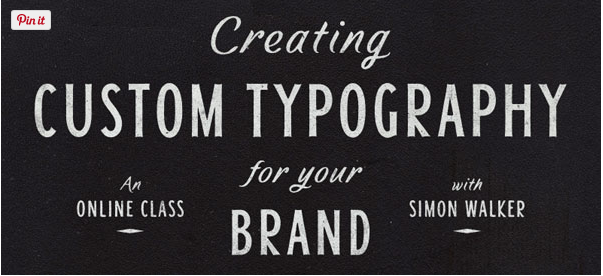 Pin it
Creating
CUSTOM TYPOGRAPHY
for your
BRAND
An
ONLINE CLASS
with
SIMON WALKER